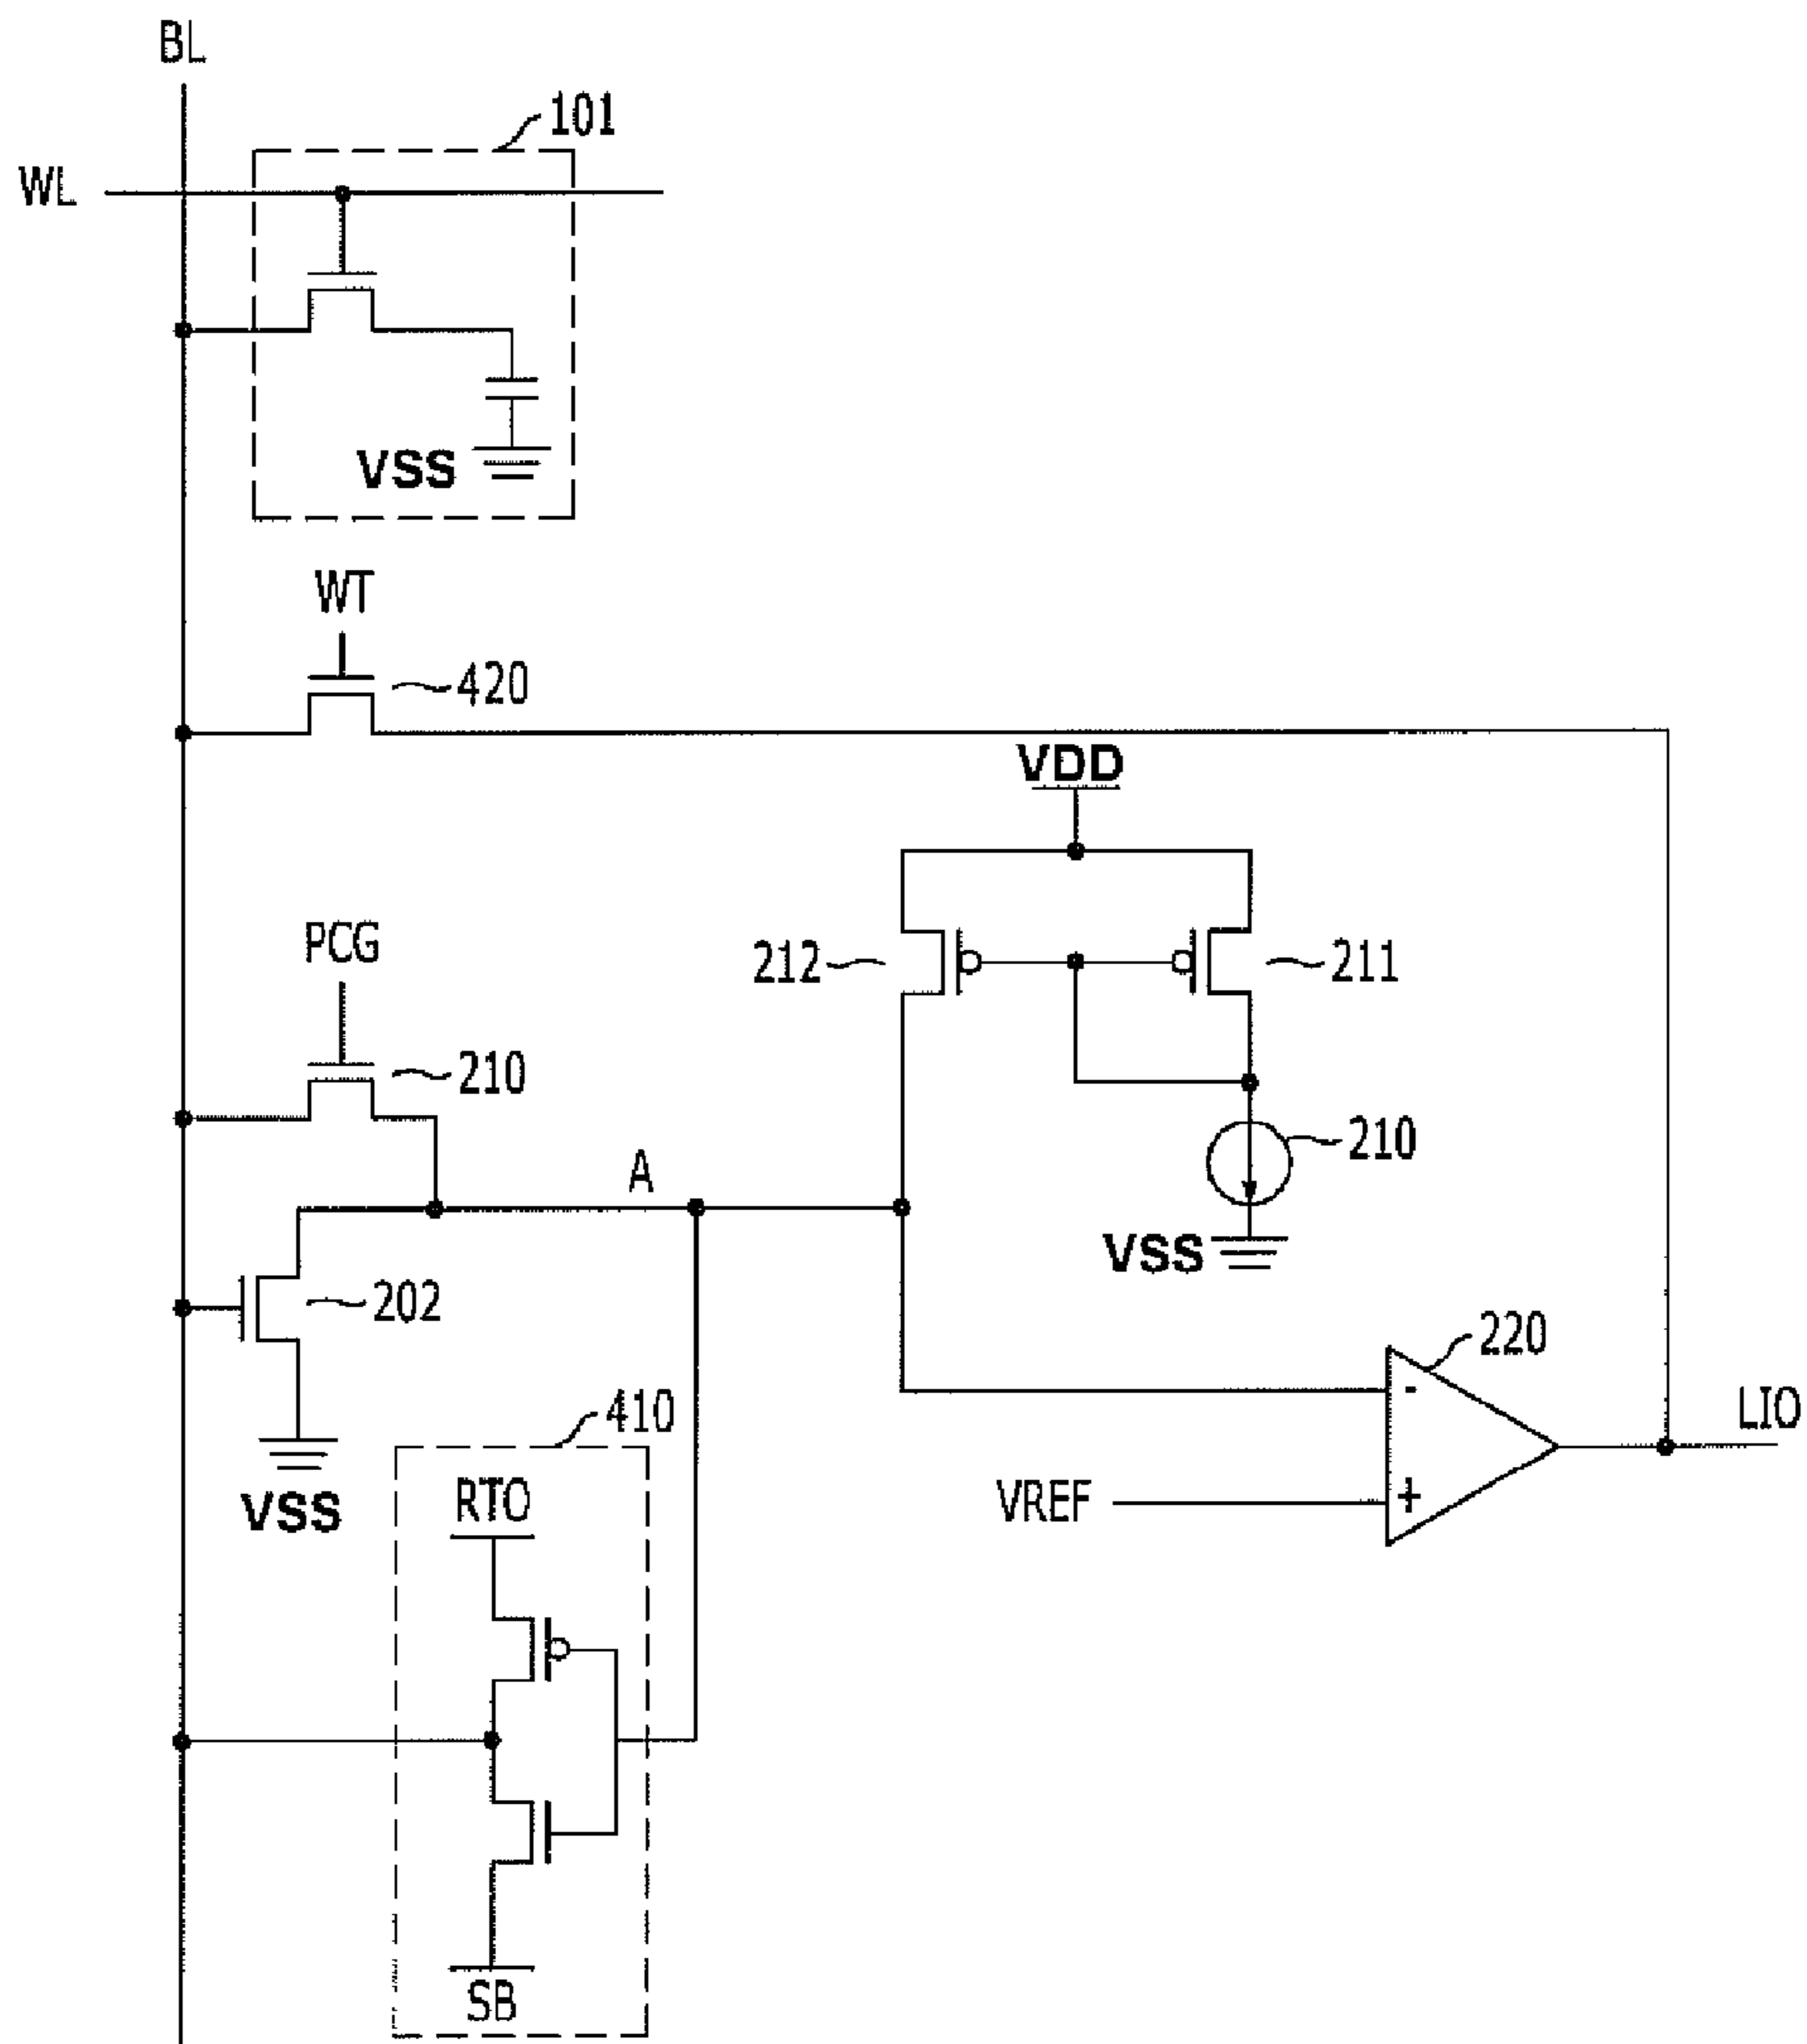 BL
101
WL
VSS
WT
420
VDD
PCG
212
211
210
210
A
VSS
202
220
410
LIO
RTO
VREF
VSS
-
+
SB